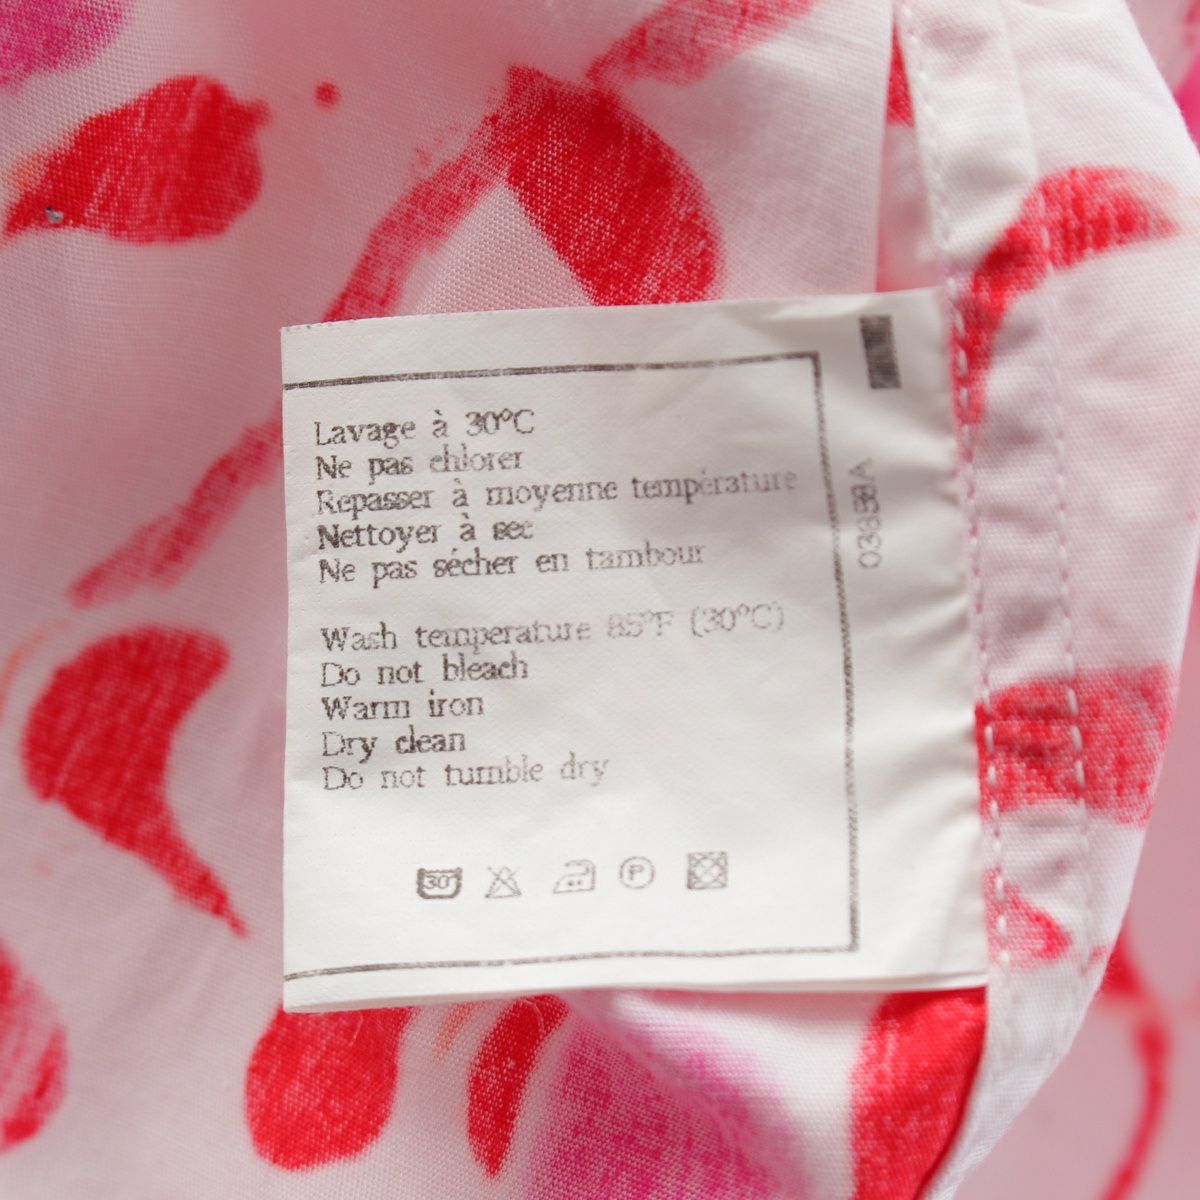 Lavage à 30°C
Ne pas chlorer
Repasser à moyenne température
Nettoyer à sec
Ne pas sécher en tambour
Wash temperature 85°F (30°C)
Do not bleach
Warm iron
Dry clean
Do not tumble dry
30 P